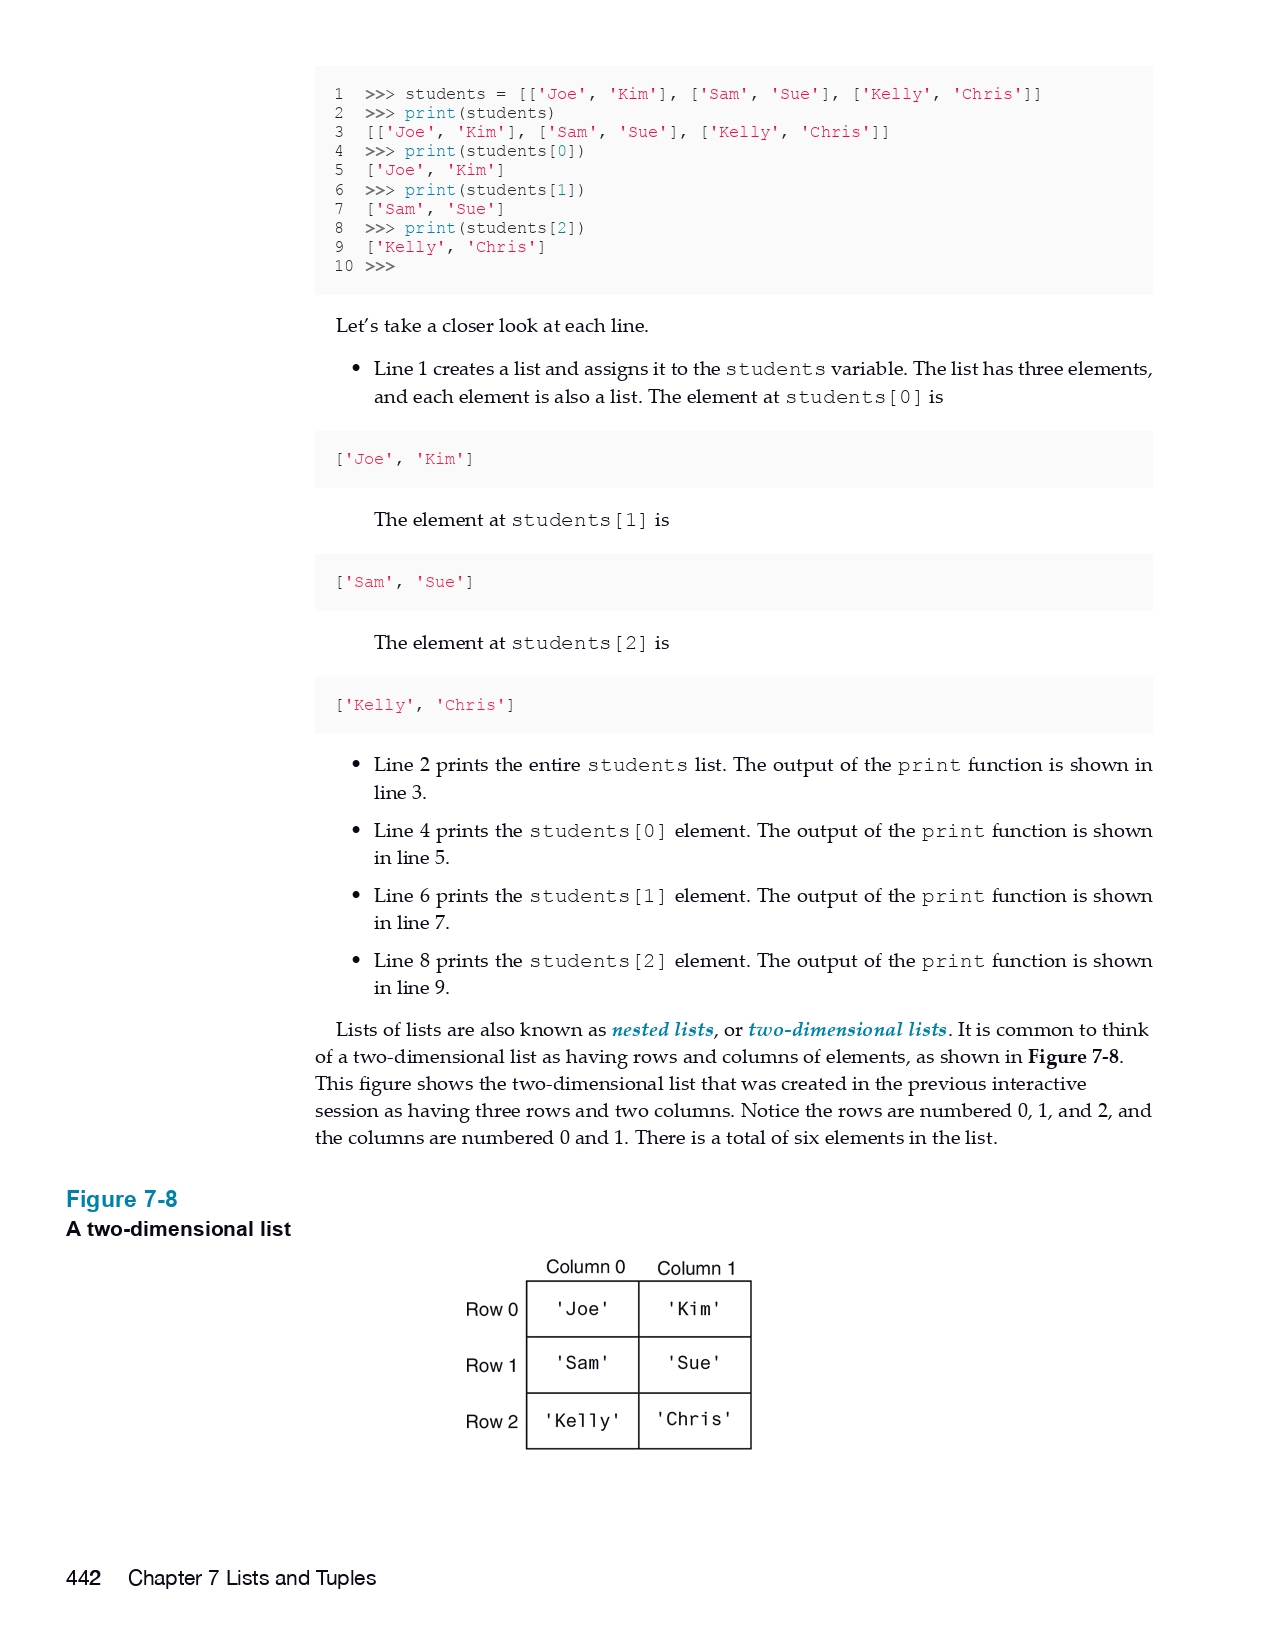 1  >>> students = [['Joe', 'Kim'], ['Sam', 'Sue'], ['Kelly', 'Chris']]
2  >>> print(students)
3  [['Joe', 'Kim'], ['Sam', 'Sue'], ['Kelly', 'Chris']]
4  >>> print(students[0])
5  ['Joe', 'Kim']
6  >>> print(students[1])
7  ['Sam', 'Sue']
8  >>> print(students[2])
9  ['Kelly', 'Chris']
10 >>>
Let’s take a closer look at each line.
• Line 1 creates a list and assigns it to the students variable. The list has three elements,
and each element is also a list. The element at students[0] is
['Joe', 'Kim']
The element at students[1] is
['Sam', 'Sue']
The element at students[2] is
['Kelly', 'Chris']
• Line 2 prints the entire students list. The output of the print function is shown in
line 3.
• Line 4 prints the students[0] element. The output of the print function is shown
in line 5.
• Line 6 prints the students[1] element. The output of the print function is shown
in line 7.
• Line 8 prints the students[2] element. The output of the print function is shown
in line 9.
Lists of lists are also known as nested lists, or two-dimensional lists. It is common to think
of a two-dimensional list as having rows and columns of elements, as shown in Figure 7-8.
This figure shows the two-dimensional list that was created in the previous interactive
session as having three rows and two columns. Notice the rows are numbered 0, 1, and 2, and
the columns are numbered 0 and 1. There is a total of six elements in the list.
Figure 7-8
A two-dimensional list
Column 0 Column 1
Row 0 'Joe' 'Kim'
Row 1 'Sam' 'Sue'
Row 2 'Kelly' 'Chris'
442 Chapter 7 Lists and Tuples